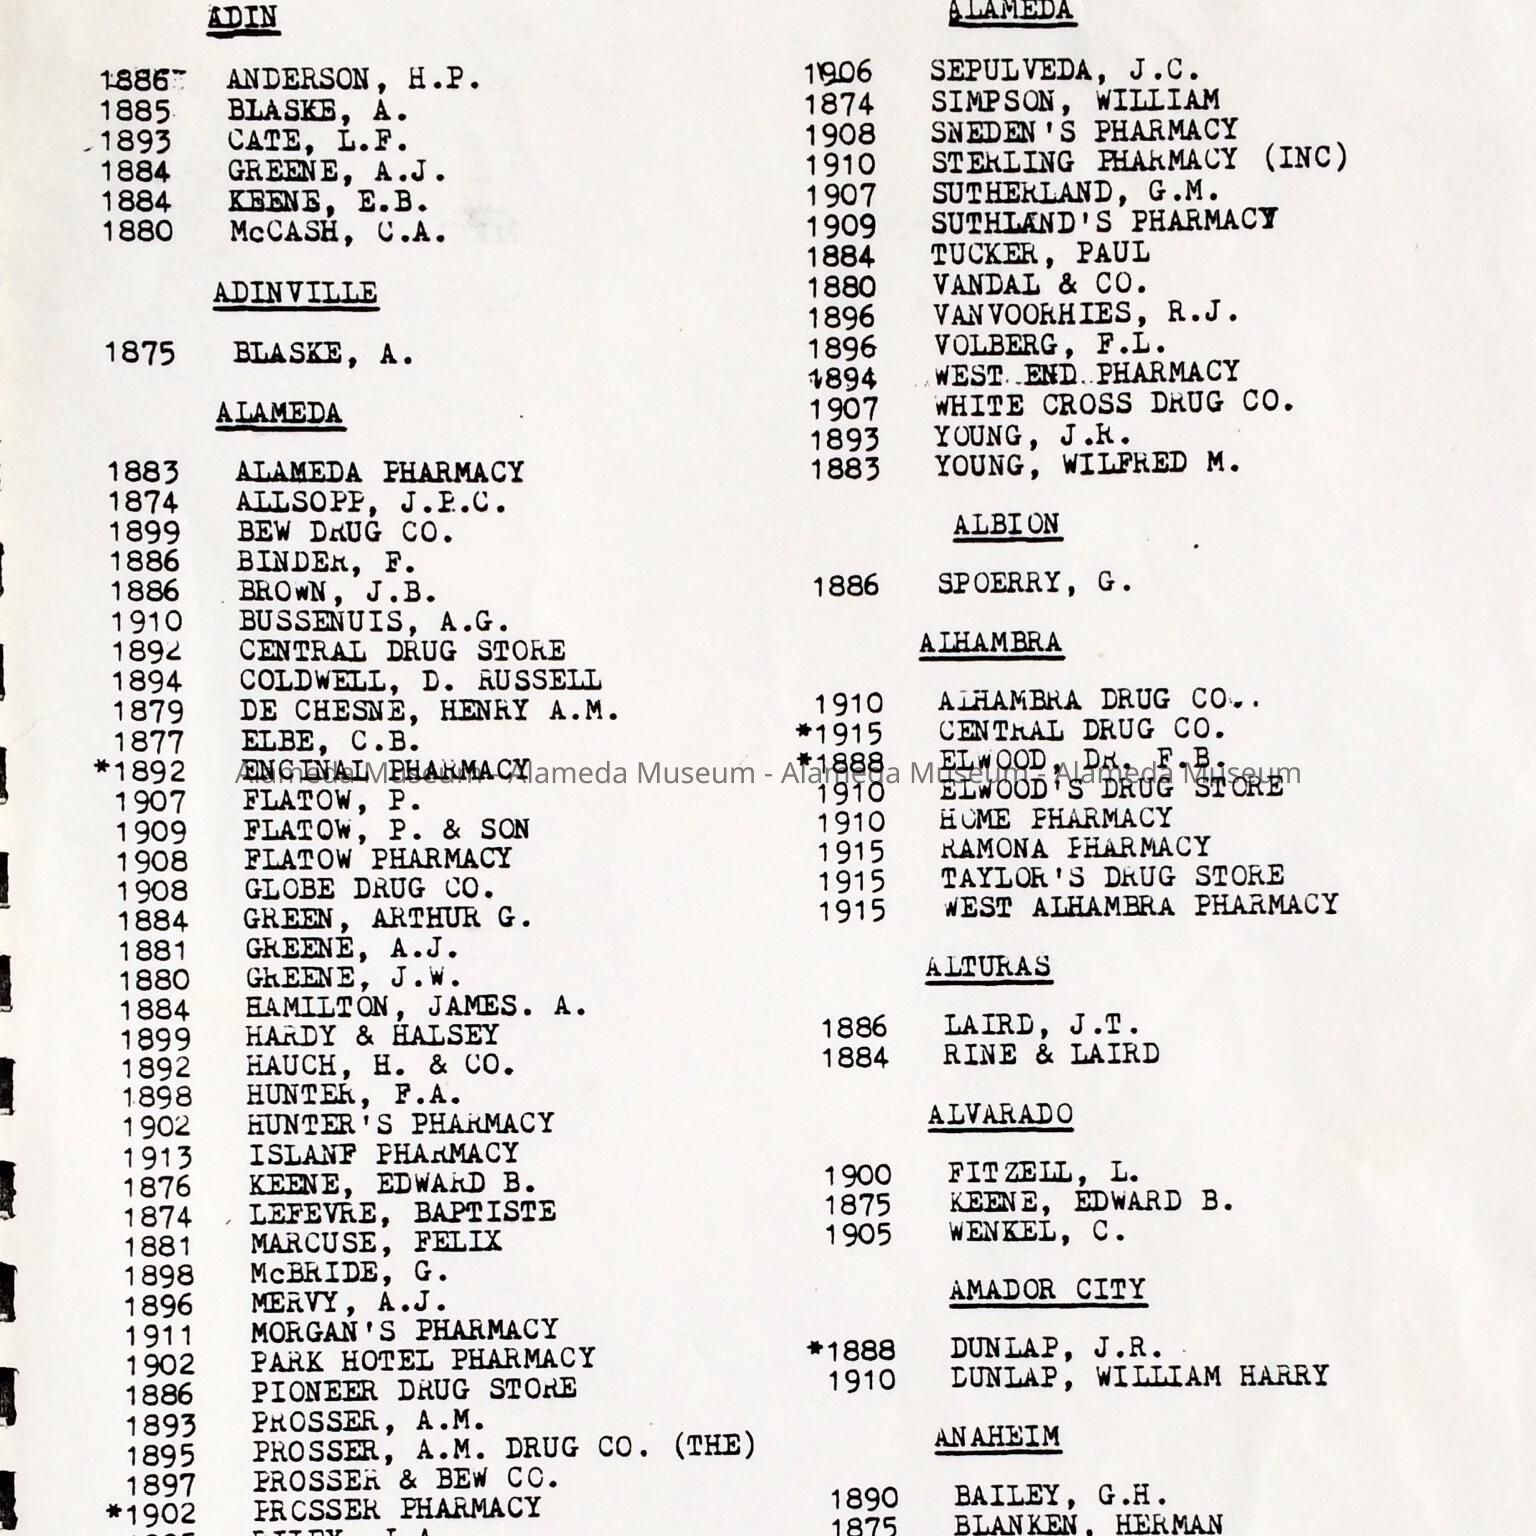 ADIN
1886 ANDERSON, H.P.
1885 BLASKE, A.
1893 CATE, L.F.
1884 GREENE, A.J.
1884 KEENE, E.B.
1880 McCASH, C.A.
ADINVILLE
1875 BLASKE, A.
ALAMEDA
1883 ALAMEDA PHARMACY
1874 ALLSOPP, J.P.C.
1899 BEW DRUG CO.
1886 BINDER, F.
1886 BROWN, J.B.
1910 BUSSENUIS, A.G.
1892 CENTRAL DRUG STORE
1894 COLDWELL, D. RUSSELL
1879 DE CHESNE, HENRY A.M.
1877 ELBE, C.B.
*1892 ENCINAL PHARMACY
1907 FLATOW, P.
1909 FLATOW, P. & SON
1908 FLATOW PHARMACY
1908 GLOBE DRUG CO.
1884 GREEN, ARTHUR G.
1881 GREENE, A.J.
1880 GREENE, J.W.
1884 HAMILTON, JAMES. A.
1899 HARDY & HALSEY
1892 HAUCH, H. & CO.
1898 HUNTER, F.A.
1902 HUNTER'S PHARMACY
1913 ISLANF PHARMACY
1876 KEENE, EDWARD B.
1874 LEFEVRE, BAPTISTE
1881 MARCUSE, FELIX
1898 McBRIDE, G.
1896 MERVY, A.J.
1911 MORGAN'S PHARMACY
1902 PARK HOTEL PHARMACY
1886 PIONEER DRUG STORE
1893 PROSSER, A.M.
1895 PROSSER, A.M. DRUG CO. (THE)
1897 PROSSER & BEW CO.
*1902 PROSSER PHARMACY
ALAMEDA
1906 SEPULVEDA, J.C.
1874 SIMPSON, WILLIAM
1908 SNEDEN'S PHARMACY
1910 STERLING PHARMACY (INC)
1907 SUTHERLAND, G.M.
1909 SUTHLAND'S PHARMACY
1884 TUCKER, PAUL
1880 VANDAL & CO.
1896 VANVOORHIES, R.J.
1896 VOLBERG, F.L.
1894 WEST END PHARMACY
1907 WHITE CROSS DRUG CO.
1893 YOUNG, J.R.
1883 YOUNG, WILFRED M.
ALBION
1886 SPOERRY, G.
ALHAMBRA
1910 ALHAMBRA DRUG CO..
*1915 CENTRAL DRUG CO.
*1888 ELWOOD, DR. F.B.
1910 ELWOOD'S DRUG STORE
1910 HOME PHARMACY
1915 RAMONA PHARMACY
1915 TAYLOR'S DRUG STORE
1915 WEST ALHAMBRA PHARMACY
ALTURAS
1886 LAIRD, J.T.
1884 RINE & LAIRD
ALVARADO
1900 FITZELL, L.
1875 KEENE, EDWARD B.
1905 WENKEL, C.
AMADOR CITY
*1888 DUNLAP, J.R.
1910 DUNLAP, WILLIAM HARRY
ANAHEIM
1890 BAILEY, G.H.
1875 BLANKEN, HERMAN
Alameda Museum - Alameda Museum - Alameda Museum - Alameda Museum